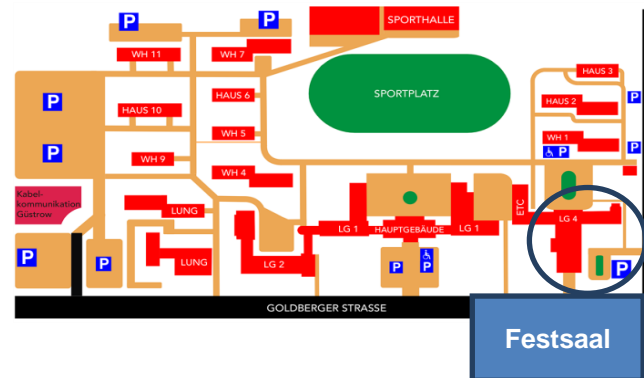 P
P
SPORTHALLE
WH 7
WH 11
HAUS 3
HAUS 6
SPORTPLATZ
P
P
HAUS 2
HAUS 10
P
WH 5
WH 1
P
P
WH 9
P
WH 4
Kabel-
kommunikation
Güstrow
LUNG
ETC
LG 4
LG 1
HAUPTGEBÄUDE
LG 1
P
P
LUNG
LG 2
P
P
P
GOLDBERGER STRASSE
Festsaal